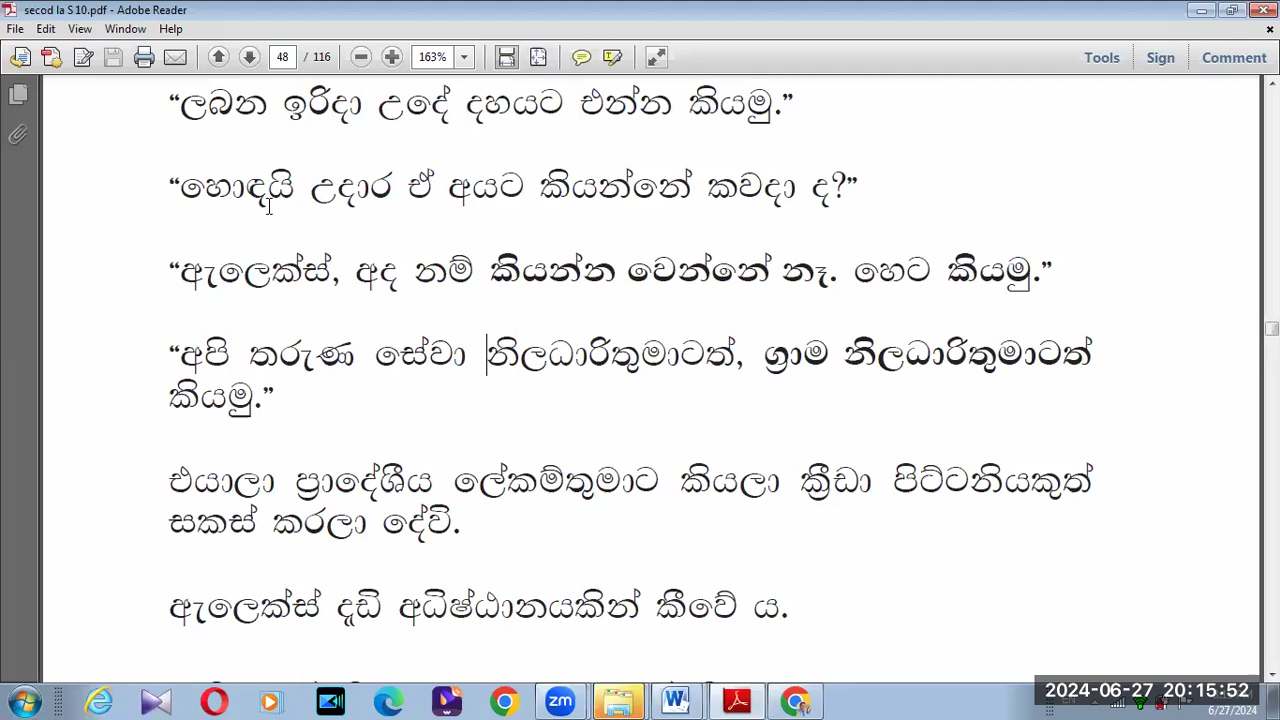 secod la S 10.pdf - Adobe Reader
File Edit View Window Help
48 / 116 163% Tools Sign Comment
“ලබන ඉරිදා උදේ දහයට එන්න කියමු.”
“හොඳයි උදාර ඒ අයට කියන්නේ කවදා ද?”
“ඇලෙක්ස්, අද නම් කියන්න වෙන්නේ නෑ. හෙට කියමු.”
“අපි තරුණ සේවා නිලධාරිතුමාටත්, ග්‍රාම නිලධාරිතුමාටත්
කියමු.”
එයාලා ප්‍රාදේශීය ලේකම්තුමාට කියලා ක්‍රීඩා පිට්ටනියකුත්
සකස් කරලා දේවි.
ඇලෙක්ස් දැඩි අධිෂ්ඨානයකින් කීවේ ය.
2024-06-27 20:15:52
6/27/2024